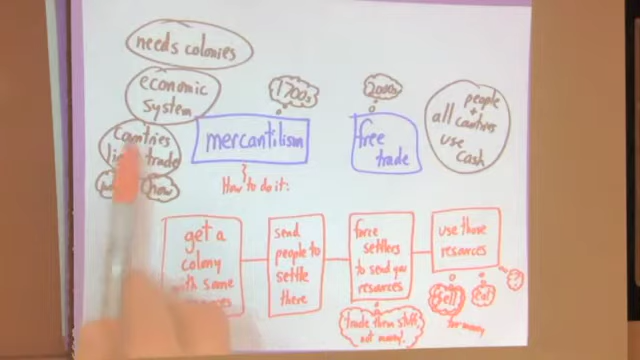 needs colonies
economic
system
countries
trade
how
1700s
mercantilism
How to do it:
2000s
free
trade
people
+
all countries
use
cash
get a
colony
with some
send
people to
settle
there
force
settlers
to send you
resources
trade them stuff,
not money!
use those
resources
sell
for money
eat